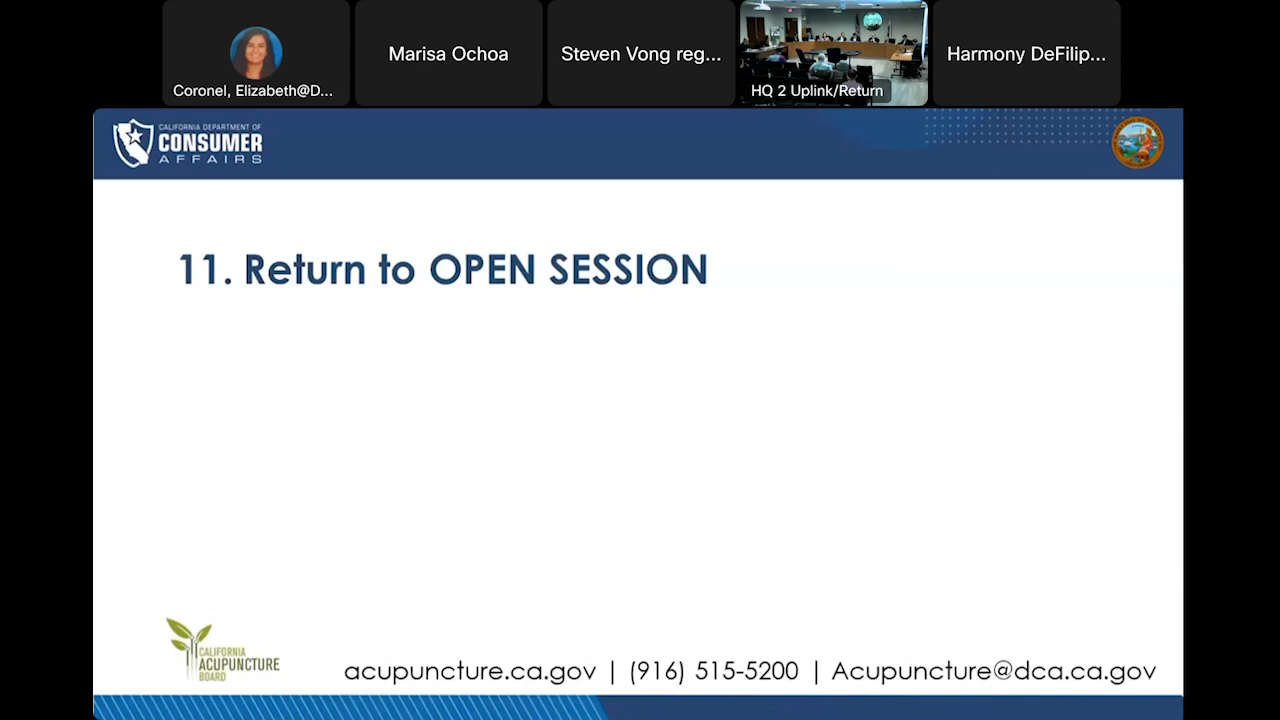 Coronel, Elizabeth@D...
Marisa Ochoa
Steven Vong reg...
HQ 2 Uplink/Return
Harmony DeFilip...
CALIFORNIA DEPARTMENT OF
CONSUMER
AFFAIRS
11. Return to OPEN SESSION
CALIFORNIA
ACUPUNCTURE
BOARD
acupuncture.ca.gov | (916) 515-5200 | Acupuncture@dca.ca.gov